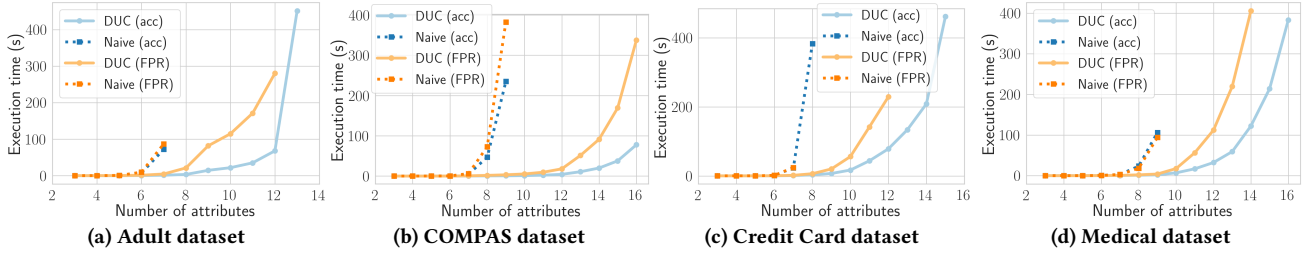 DUC (acc)
Naive (acc)
DUC (FPR)
Naive (FPR)
Execution time (s)
400
300
200
100
0
2 4 6 8 10 12 14
Number of attributes
(a) Adult dataset
DUC (acc)
Naive (acc)
DUC (FPR)
Naive (FPR)
Execution time (s)
400
300
200
100
0
4 6 8 10 12 14 16
Number of attributes
(b) COMPAS dataset
DUC (acc)
Naive (acc)
DUC (FPR)
Naive (FPR)
Execution time (s)
400
200
0
2 4 6 8 10 12 14 16
Number of attributes
(c) Credit Card dataset
DUC (acc)
Naive (acc)
DUC (FPR)
Naive (FPR)
Execution time (s)
400
300
200
100
0
2 4 6 8 10 12 14 16
Number of attributes
(d) Medical dataset